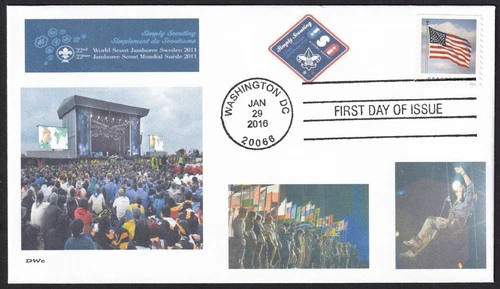 Simply Scouting
Simplement du Scoutisme
22nd World Scout Jamboree Sweden 2011
22ème Jamboree Scout Mondial Suède 2011
Simply Scouting
WASHINGTON DC
JAN
29
2016
20066
FIRST DAY OF ISSUE
DWc